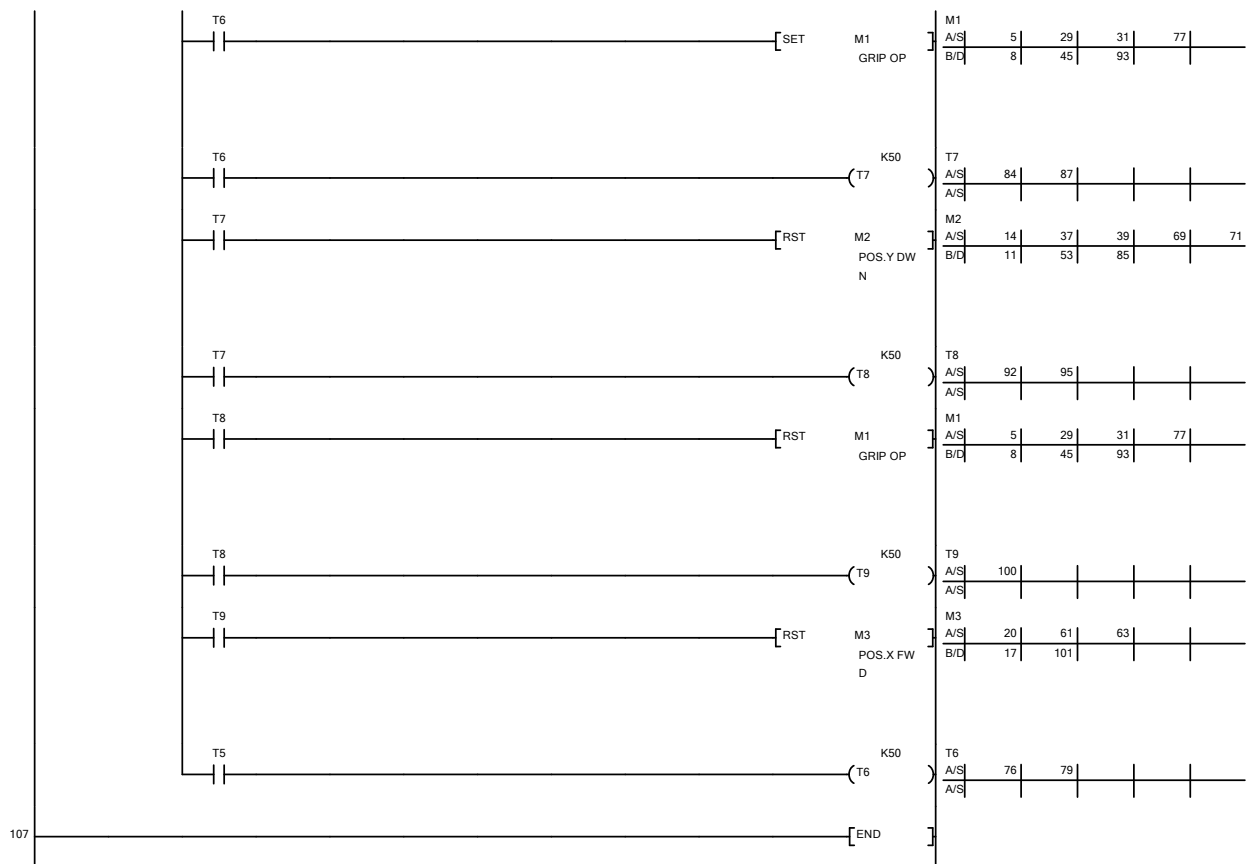 T6 M1
SET M1 A/S 5 29 31 77
GRIP OP B/D 8 45 93
T6 K50 T7
T7 A/S 84 87
A/S
T7 M2
RST M2 A/S 14 37 39 69 71
POS.Y DW B/D 11 53 85
N
T7 K50 T8
T8 A/S 92 95
A/S
T8 M1
RST M1 A/S 5 29 31 77
GRIP OP B/D 8 45 93
T8 K50 T9
T9 A/S 100
A/S
T9 M3
RST M3 A/S 20 61 63
POS.X FW B/D 17 101
D
T5 K50 T6
T6 A/S 76 79
A/S
107 END